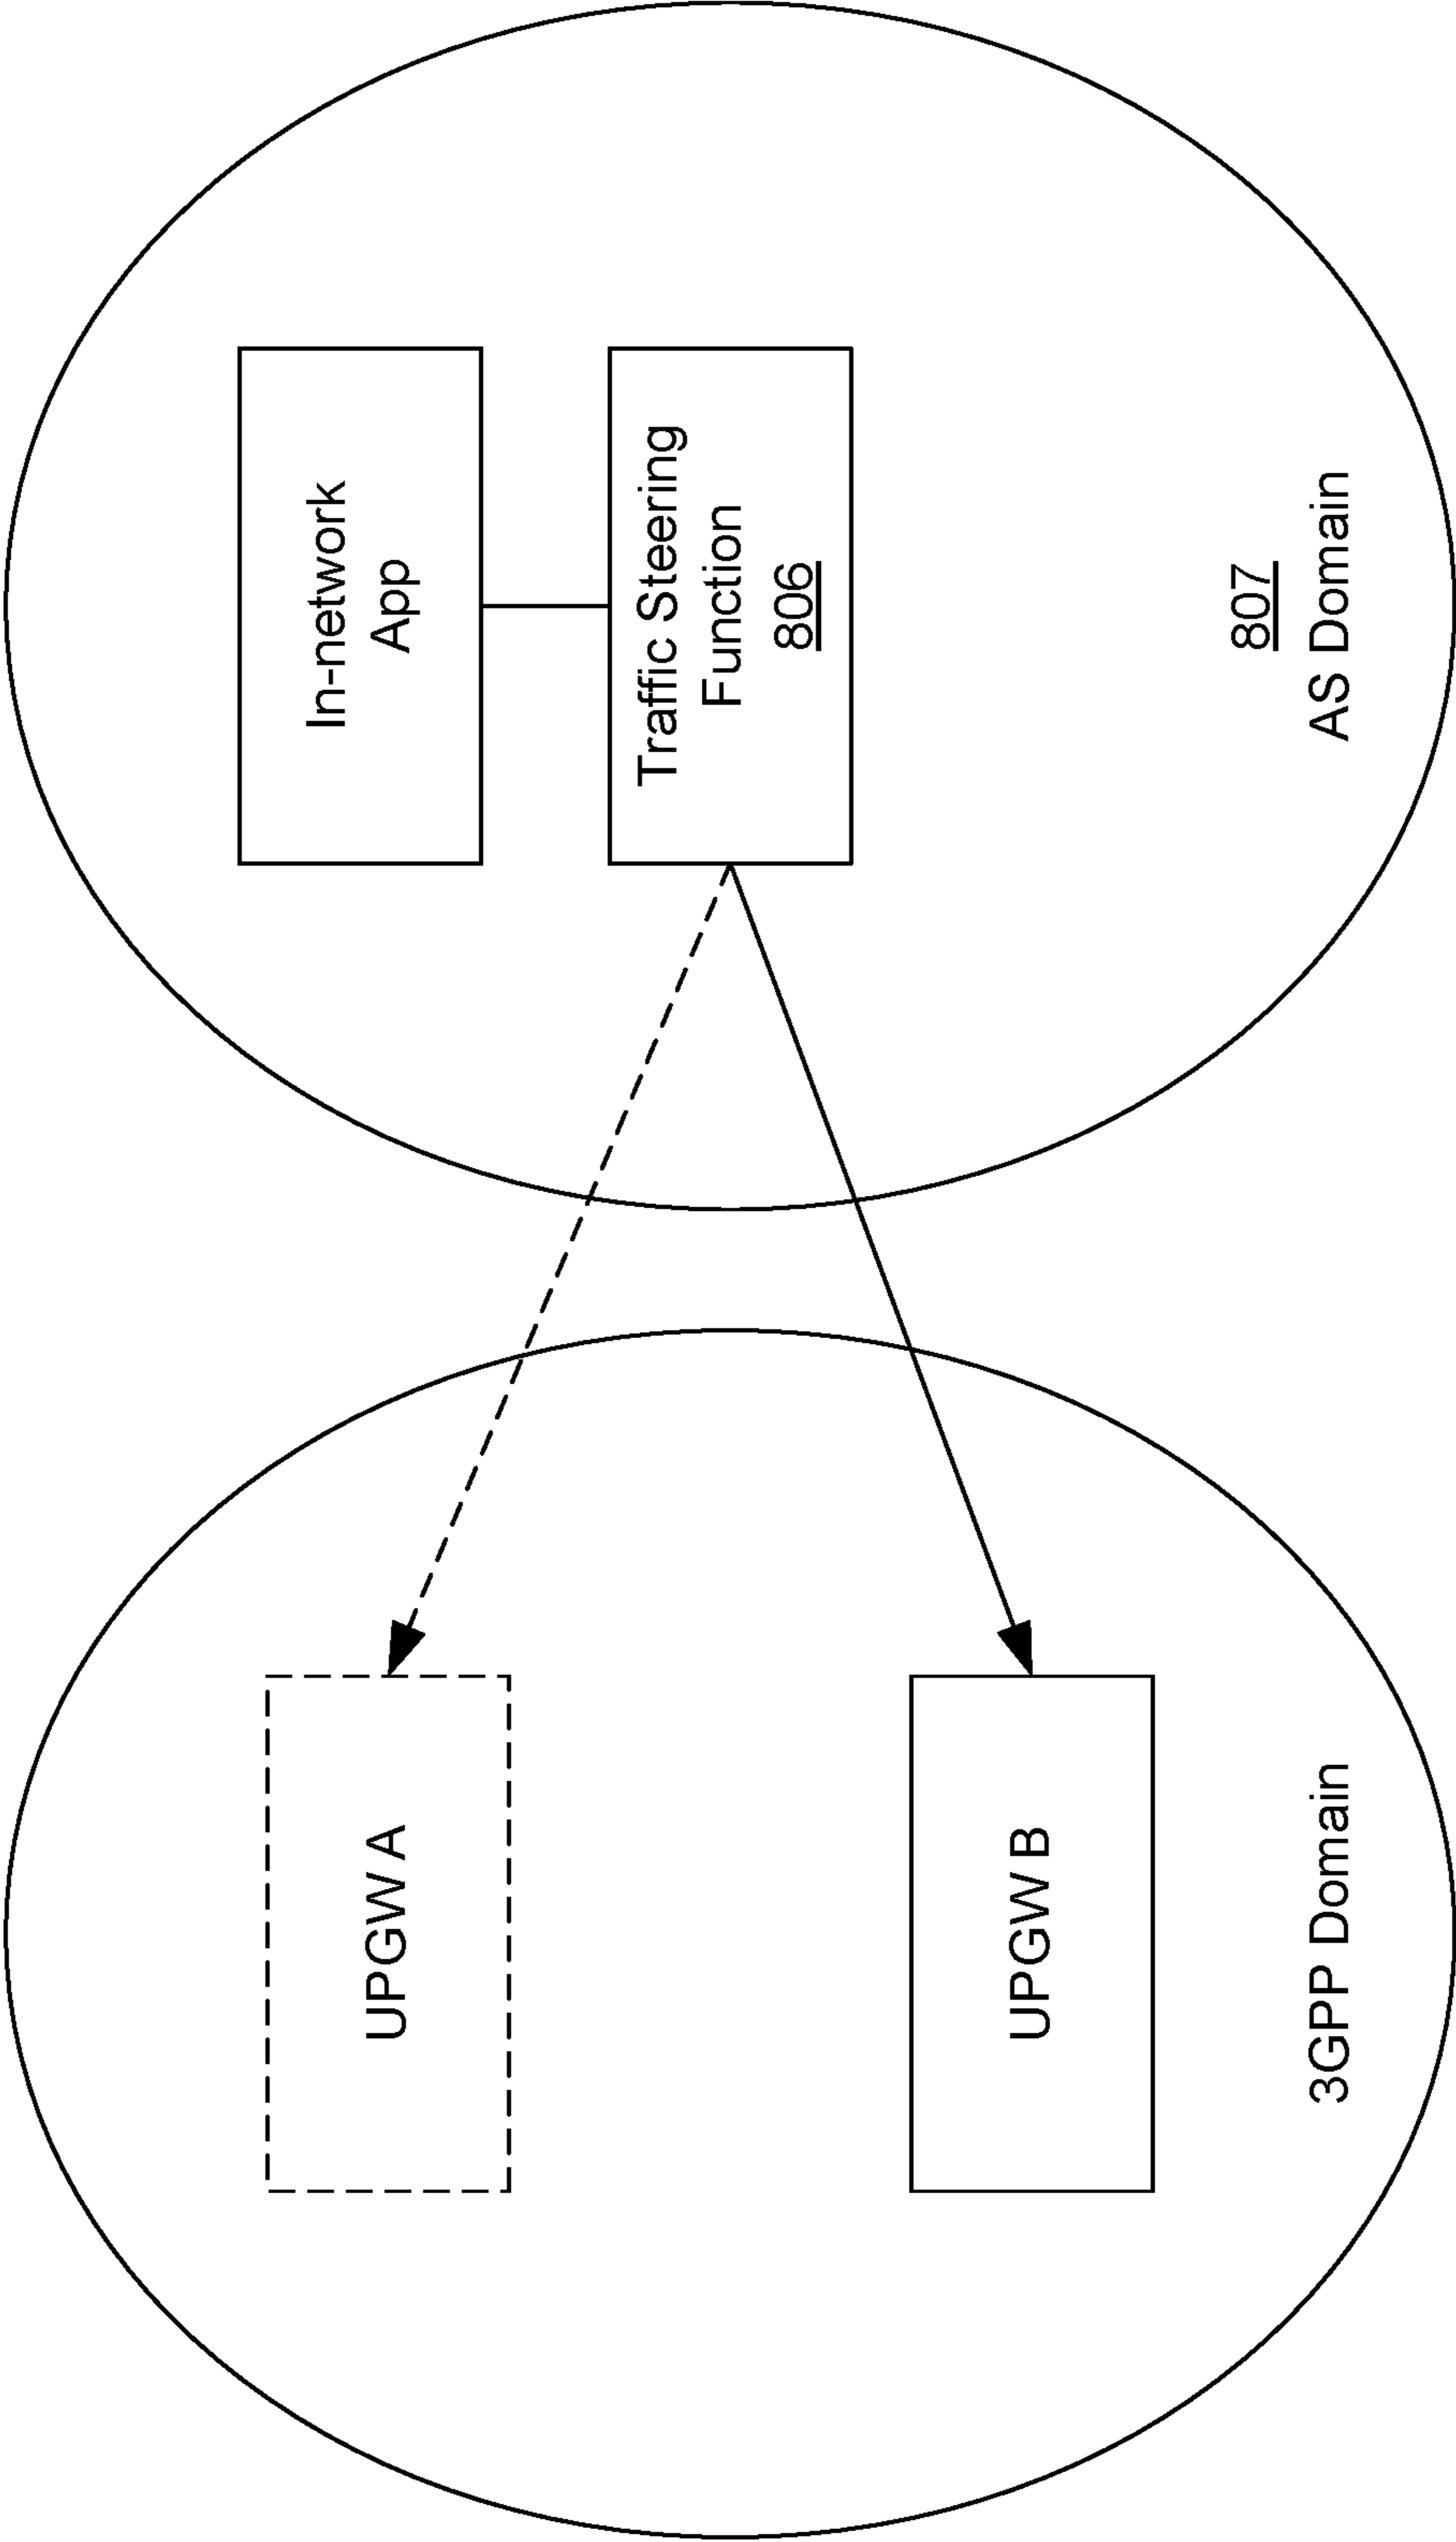 UPGW A
UPGW B
3GPP Domain
In-network
App
Traffic Steering
Function
806
807
AS Domain